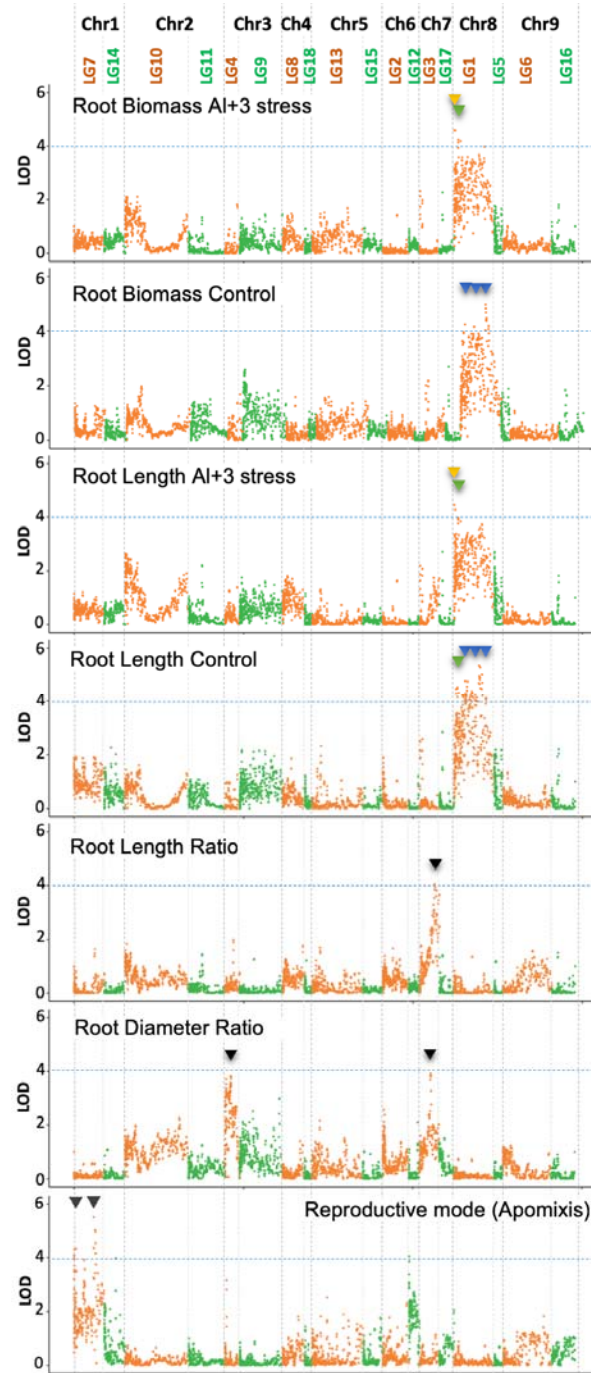 Chr1 Chr2 Chr3 Ch4 Chr5 Ch6 Ch7 Chr8 Chr9
LG7 LG14 LG10 LG11 LG4 LG9 LG8 LG18 LG13 LG15 LG2 LG12 LG3 LG17 LG1 LG5 LG6 LG16
6
Root Biomass Al+3 stress
4
LOD
2
0
6
Root Biomass Control
4
LOD
2
0
6
Root Length Al+3 stress
4
LOD
2
0
6
Root Length Control
4
LOD
2
0
6
Root Length Ratio
4
LOD
2
0
6
Root Diameter Ratio
4
LOD
2
0
6
Reproductive mode (Apomixis)
4
LOD
2
0